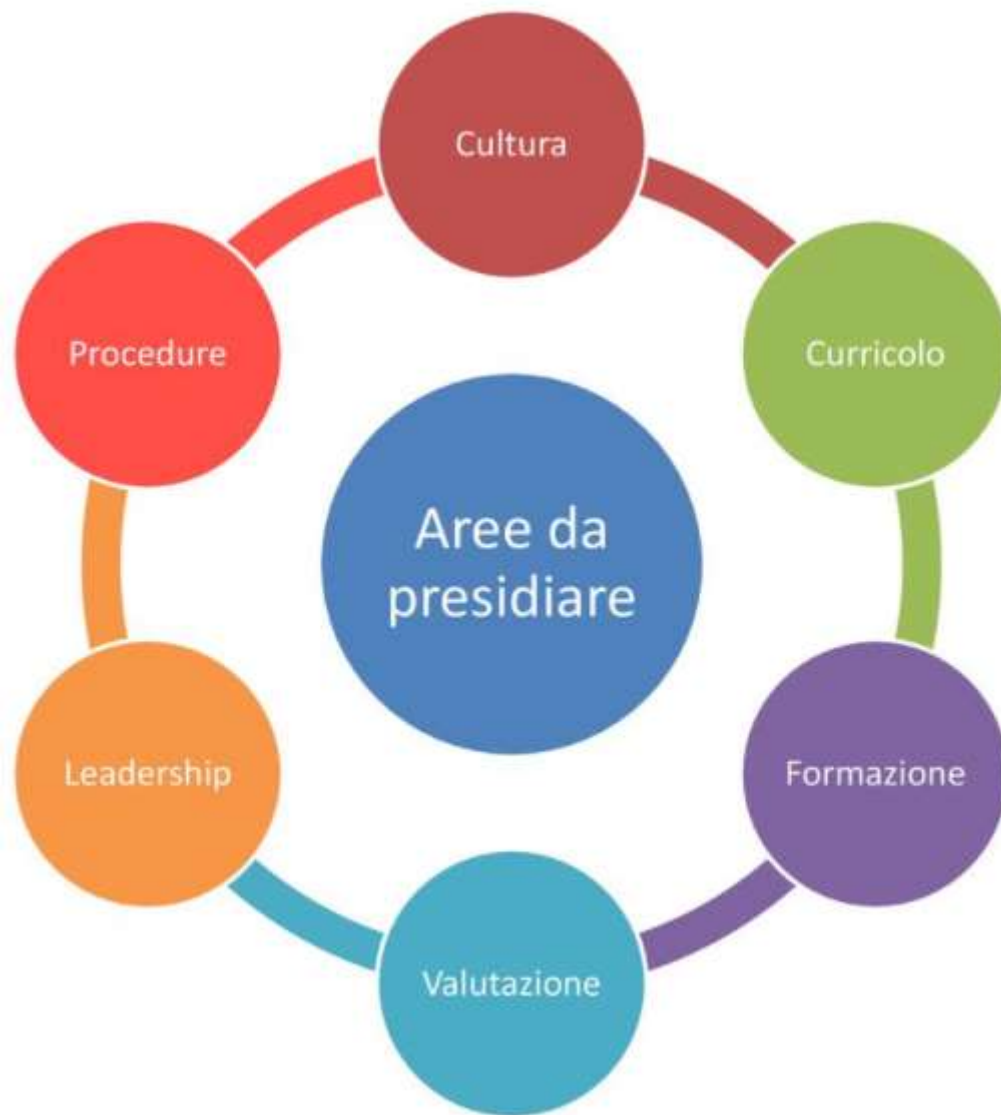 Cultura
Curricolo
Formazione
Valutazione
Leadership
Procedure
Aree da
presidiare